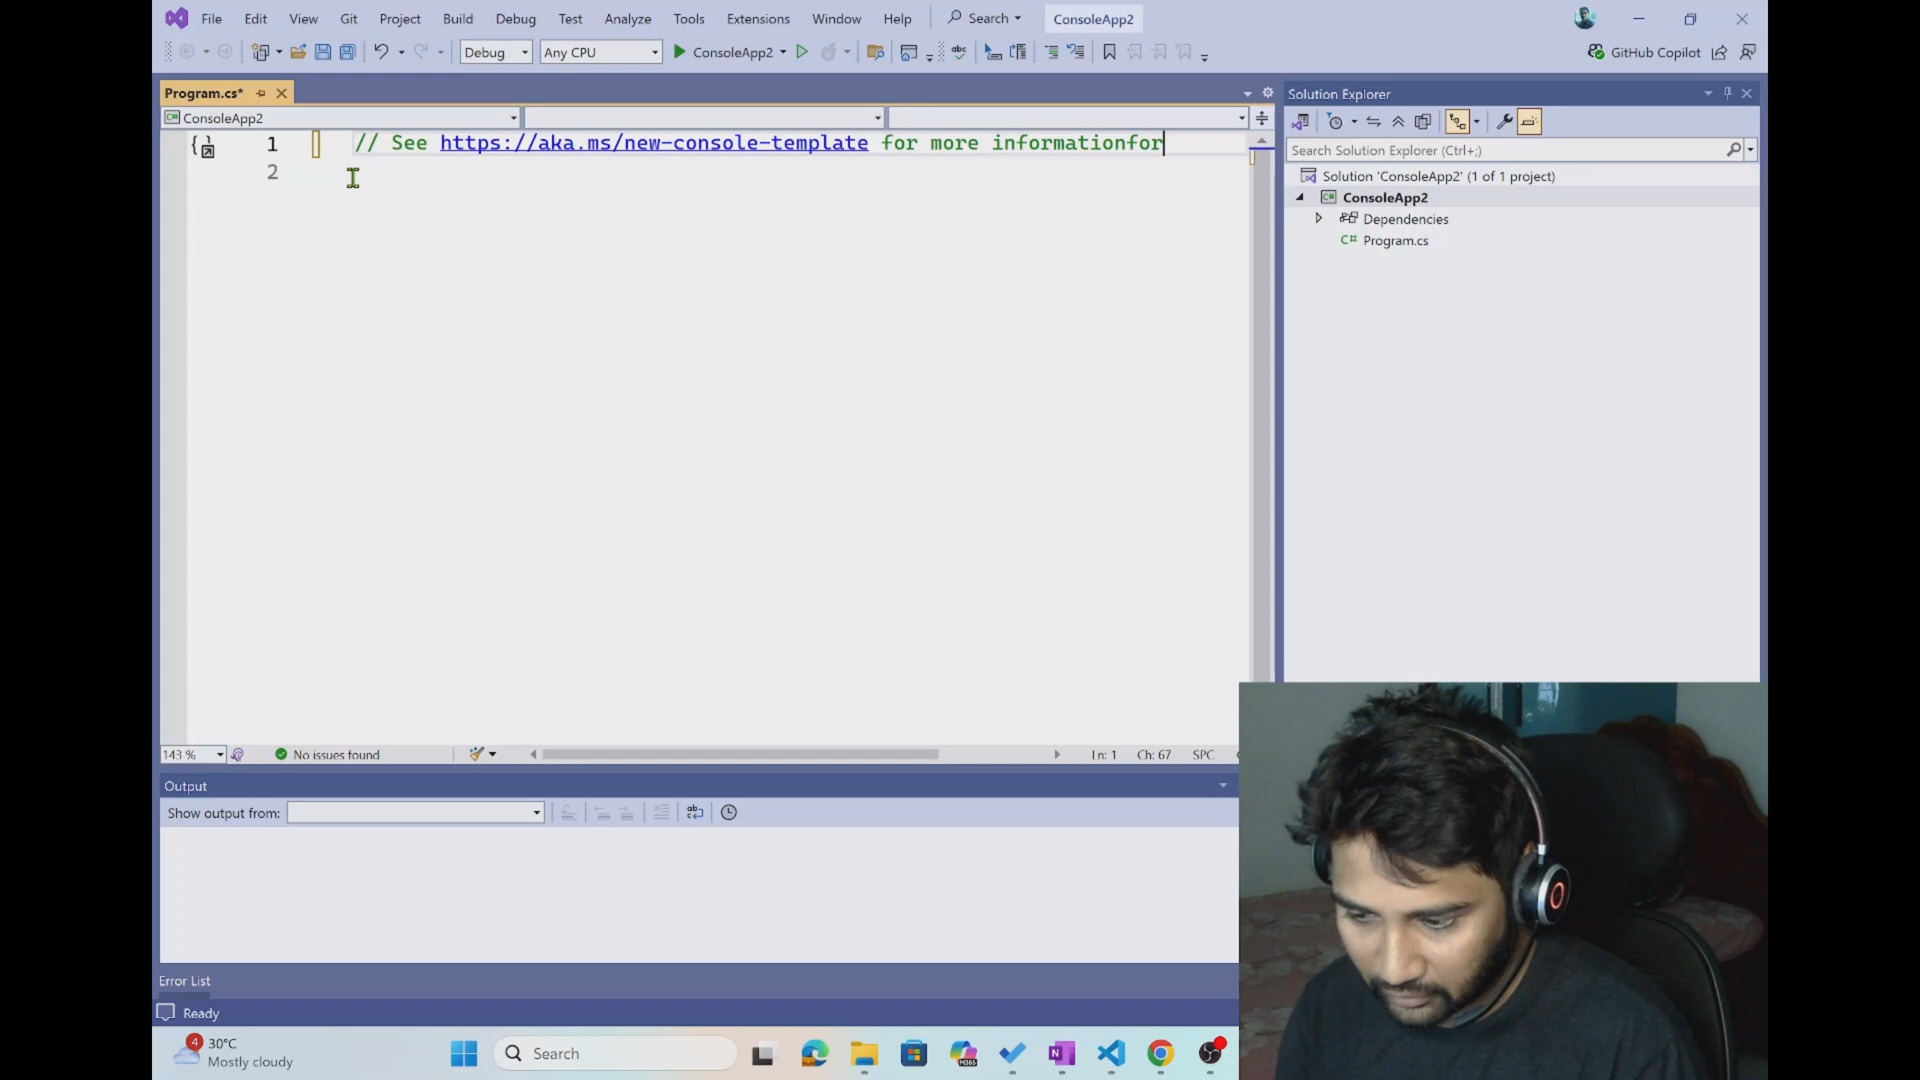 File Edit View Git Project Build Debug Test Analyze Tools Extensions Window Help Search ConsoleApp2
Debug Any CPU ConsoleApp2 GitHub Copilot
Program.cs*
ConsoleApp2
1 // See https://aka.ms/new-console-template for more informationfor
2
143 % No issues found Ln: 1 Ch: 67 SPC
Output
Show output from:
Error List
Ready
Solution Explorer
Search Solution Explorer (Ctrl+;)
Solution 'ConsoleApp2' (1 of 1 project)
C# ConsoleApp2
Dependencies
C# Program.cs
4 30°C
Mostly cloudy
Search